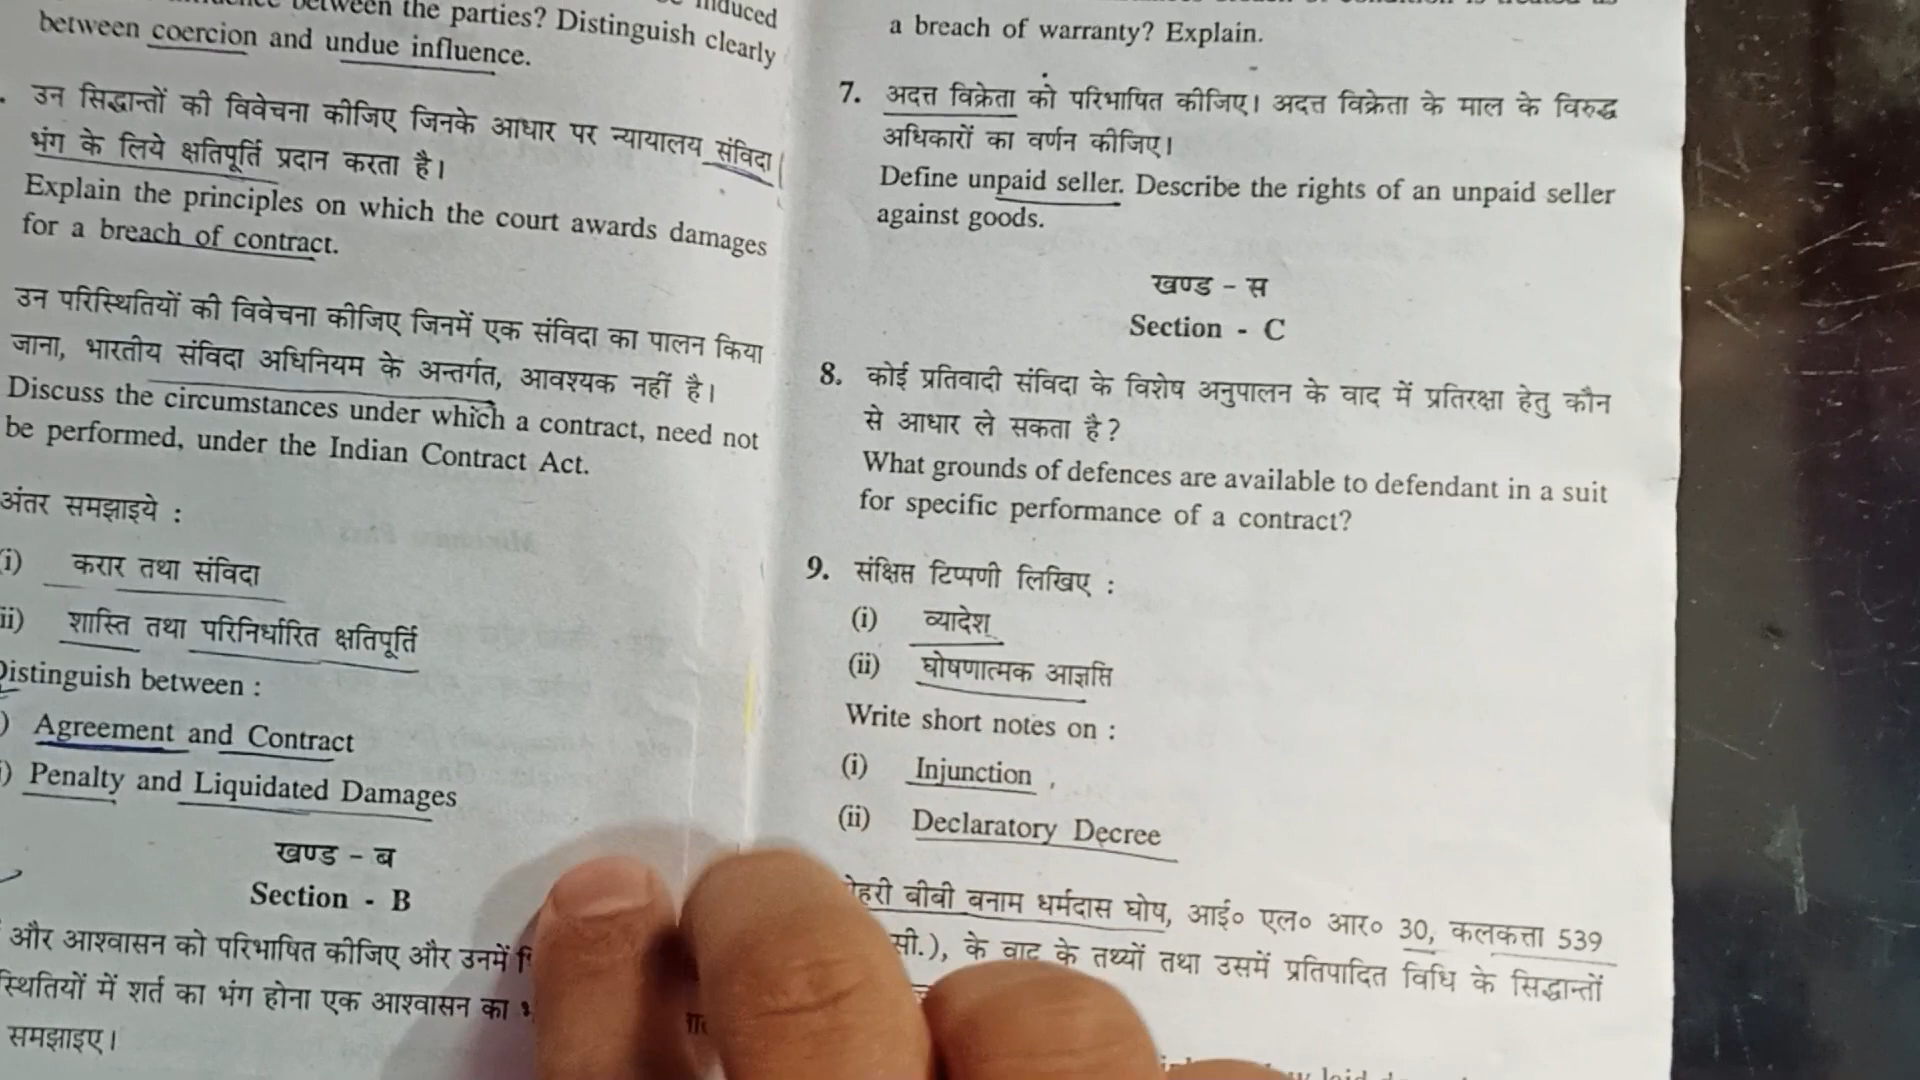 between the parties? Distinguish clearly
between coercion and undue influence.
उन सिद्धान्तों की विवेचना कीजिए जिनके आधार पर न्यायालय संविदा
भंग के लिये क्षतिपूर्ति प्रदान करता है।
Explain the principles on which the court awards damages
for a breach of contract.
उन परिस्थितियों की विवेचना कीजिए जिनमें एक संविदा का पालन किया
जाना, भारतीय संविदा अधिनियम के अन्तर्गत, आवश्यक नहीं है।
Discuss the circumstances under which a contract, need not
be performed, under the Indian Contract Act.
अंतर समझाइये :
(i) करार तथा संविदा
(ii) शास्ति तथा परिनिर्धारित क्षतिपूर्ति
Distinguish between :
) Agreement and Contract
) Penalty and Liquidated Damages
खण्ड - ब
Section - B
और आश्वासन को परिभाषित कीजिए और उनमें
स्थितियों में शर्त का भंग होना एक आश्वासन का
समझाइए।
a breach of warranty? Explain.
7. अदत्त विक्रेता को परिभाषित कीजिए। अदत्त विक्रेता के माल के विरुद्ध
अधिकारों का वर्णन कीजिए।
Define unpaid seller. Describe the rights of an unpaid seller
against goods.
खण्ड - स
Section - C
8. कोई प्रतिवादी संविदा के विशेष अनुपालन के वाद में प्रतिरक्षा हेतु कौन
से आधार ले सकता है?
What grounds of defences are available to defendant in a suit
for specific performance of a contract?
9. संक्षिप्त टिप्पणी लिखिए :
(i) व्यादेश
(ii) घोषणात्मक आज्ञप्ति
Write short notes on :
(i) Injunction
(ii) Declaratory Decree
मोहरी बीबी बनाम धर्मदास घोष, आई० एल० आर० 30, कलकत्ता 539
सी.), के वाद के तथ्यों तथा उसमें प्रतिपादित विधि के सिद्धान्तों